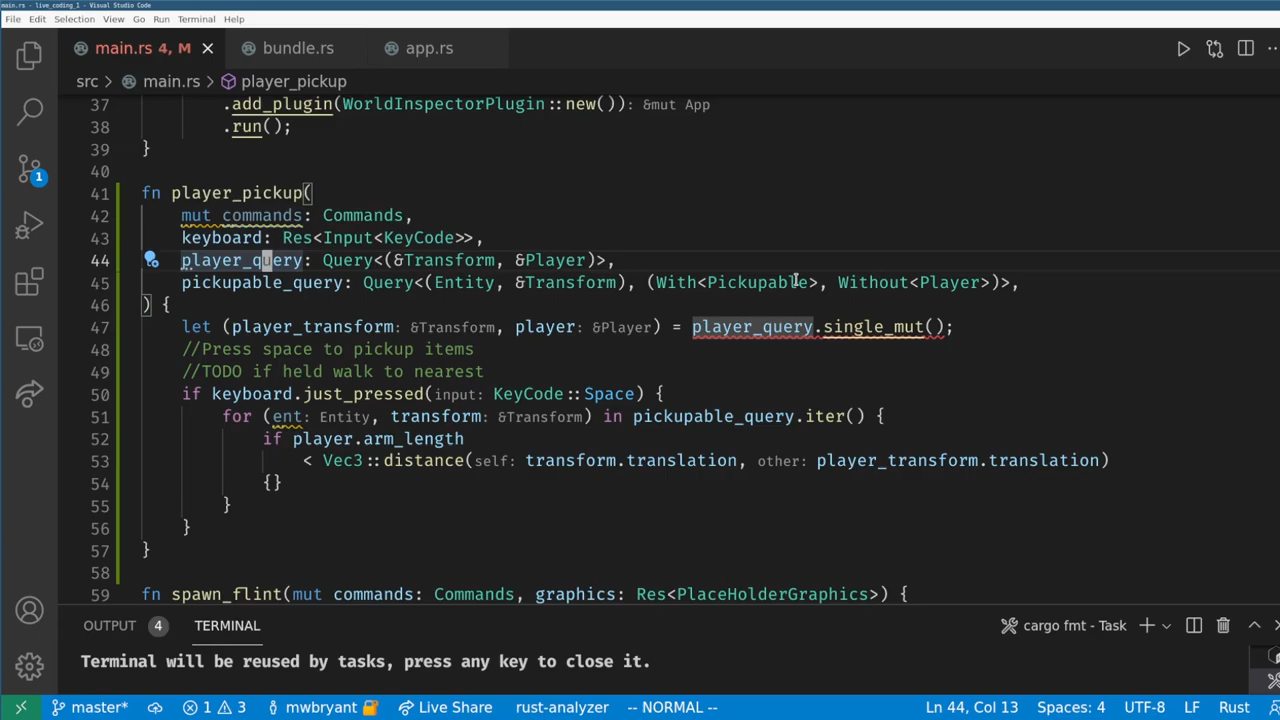 main.rs - live_coding_1 - Visual Studio Code
File Edit Selection View Go Run Terminal Help
main.rs 4, M
bundle.rs
app.rs
src > main.rs > player_pickup
37 .add_plugin(WorldInspectorPlugin::new()): &mut App
38 .run();
39 }
40
41 fn player_pickup(
42 mut commands: Commands,
43 keyboard: Res<Input<KeyCode>>,
44 player_query: Query<(&Transform, &Player)>,
45 pickupable_query: Query<(Entity, &Transform), (With<Pickupable>, Without<Player>)>,
46 ) {
47 let (player_transform: &Transform, player: &Player) = player_query.single_mut();
48 //Press space to pickup items
49 //TODO if held walk to nearest
50 if keyboard.just_pressed(input: KeyCode::Space) {
51 for (ent: Entity, transform: &Transform) in pickupable_query.iter() {
52 if player.arm_length
53 < Vec3::distance(self: transform.translation, other: player_transform.translation)
54 {}
55 }
56 }
57 }
58
59 fn spawn_flint(mut commands: Commands, graphics: Res<PlaceHolderGraphics>) {
OUTPUT 4 TERMINAL
cargo fmt - Task
Terminal will be reused by tasks, press any key to close it.
1
master* 1 3 mwbryant Live Share rust-analyzer -- NORMAL -- Ln 44, Col 13 Spaces: 4 UTF-8 LF Rust